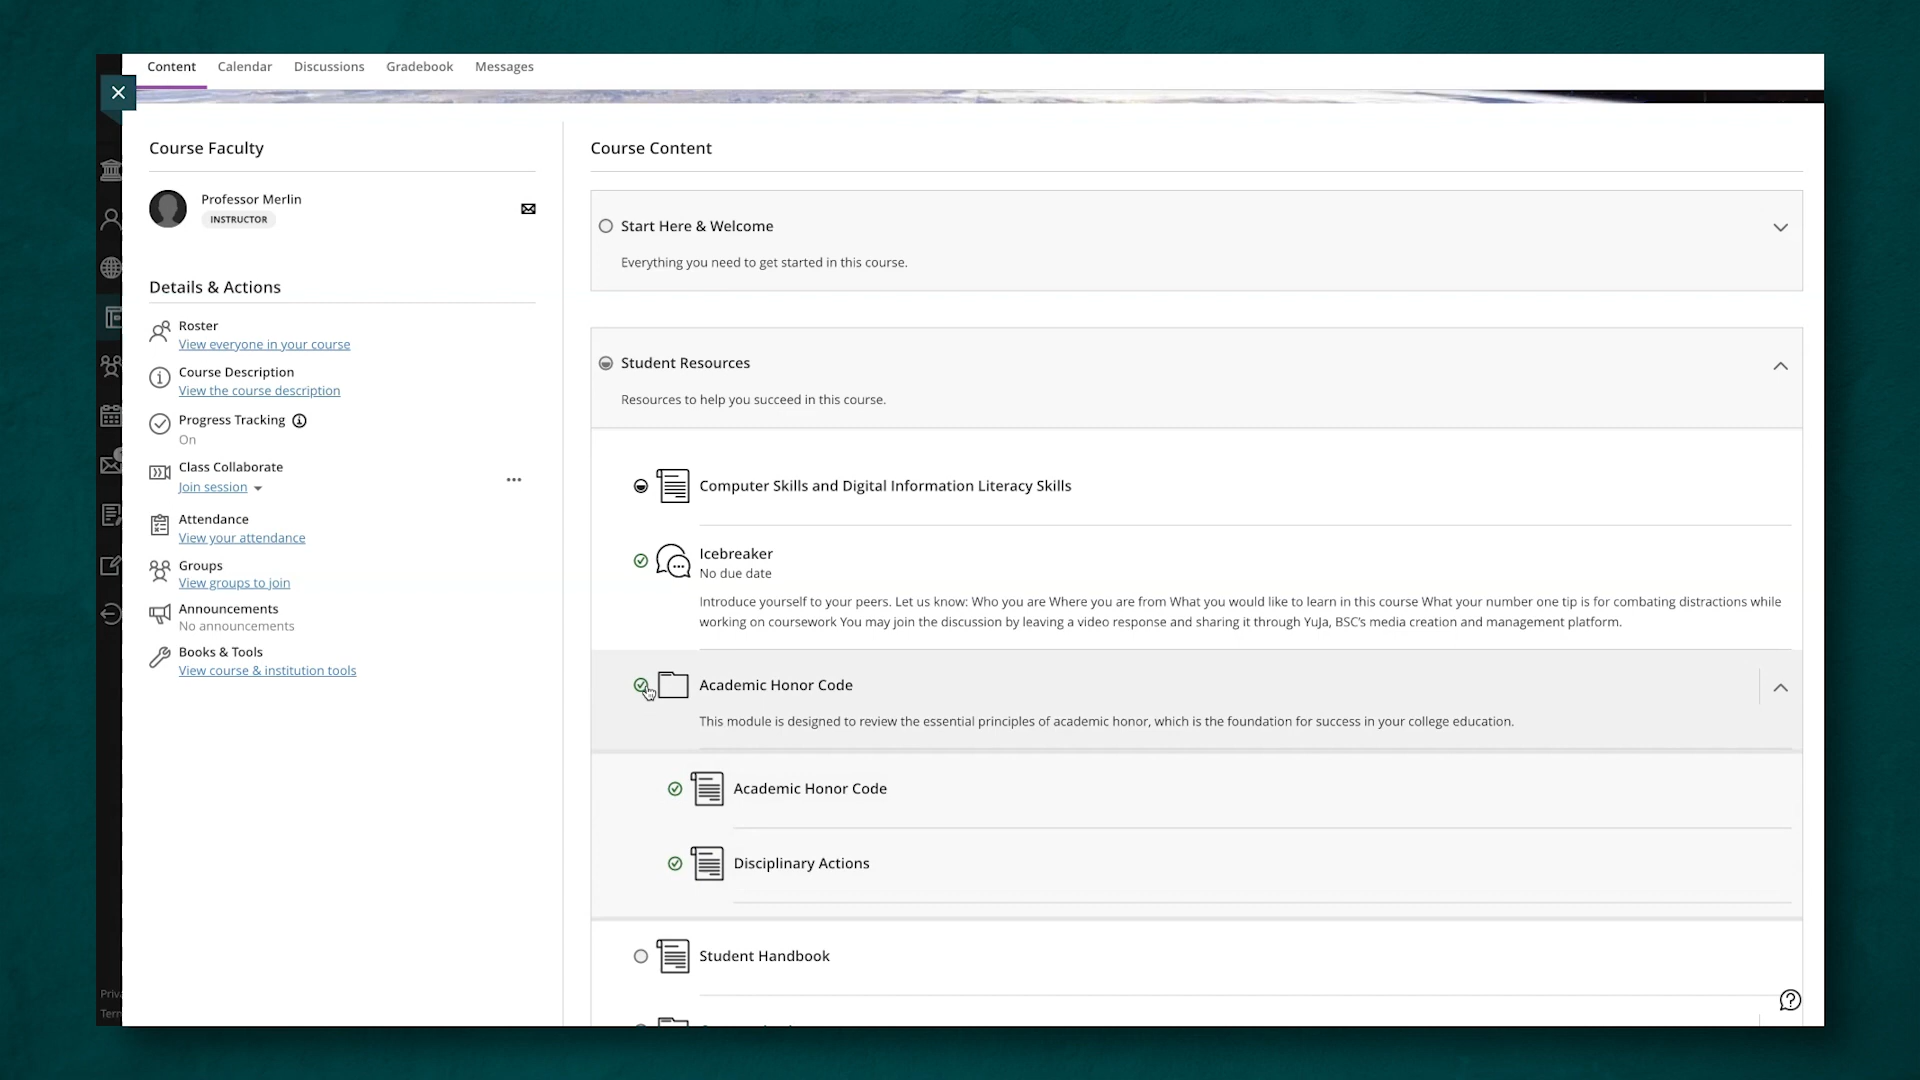 Content Calendar Discussions Gradebook Messages
Course Faculty
Professor Merlin
INSTRUCTOR
Details & Actions
Roster
View everyone in your course
Course Description
View the course description
Progress Tracking
On
Class Collaborate
Join session
Attendance
View your attendance
Groups
View groups to join
Announcements
No announcements
Books & Tools
View course & institution tools
Priva
Term
Course Content
Start Here & Welcome
Everything you need to get started in this course.
Student Resources
Resources to help you succeed in this course.
Computer Skills and Digital Information Literacy Skills
Icebreaker
No due date
Introduce yourself to your peers. Let us know: Who you are Where you are from What you would like to learn in this course What your number one tip is for combating distractions while
working on coursework You may join the discussion by leaving a video response and sharing it through YuJa, BSC's media creation and management platform.
Academic Honor Code
This module is designed to review the essential principles of academic honor, which is the foundation for success in your college education.
Academic Honor Code
Disciplinary Actions
Student Handbook